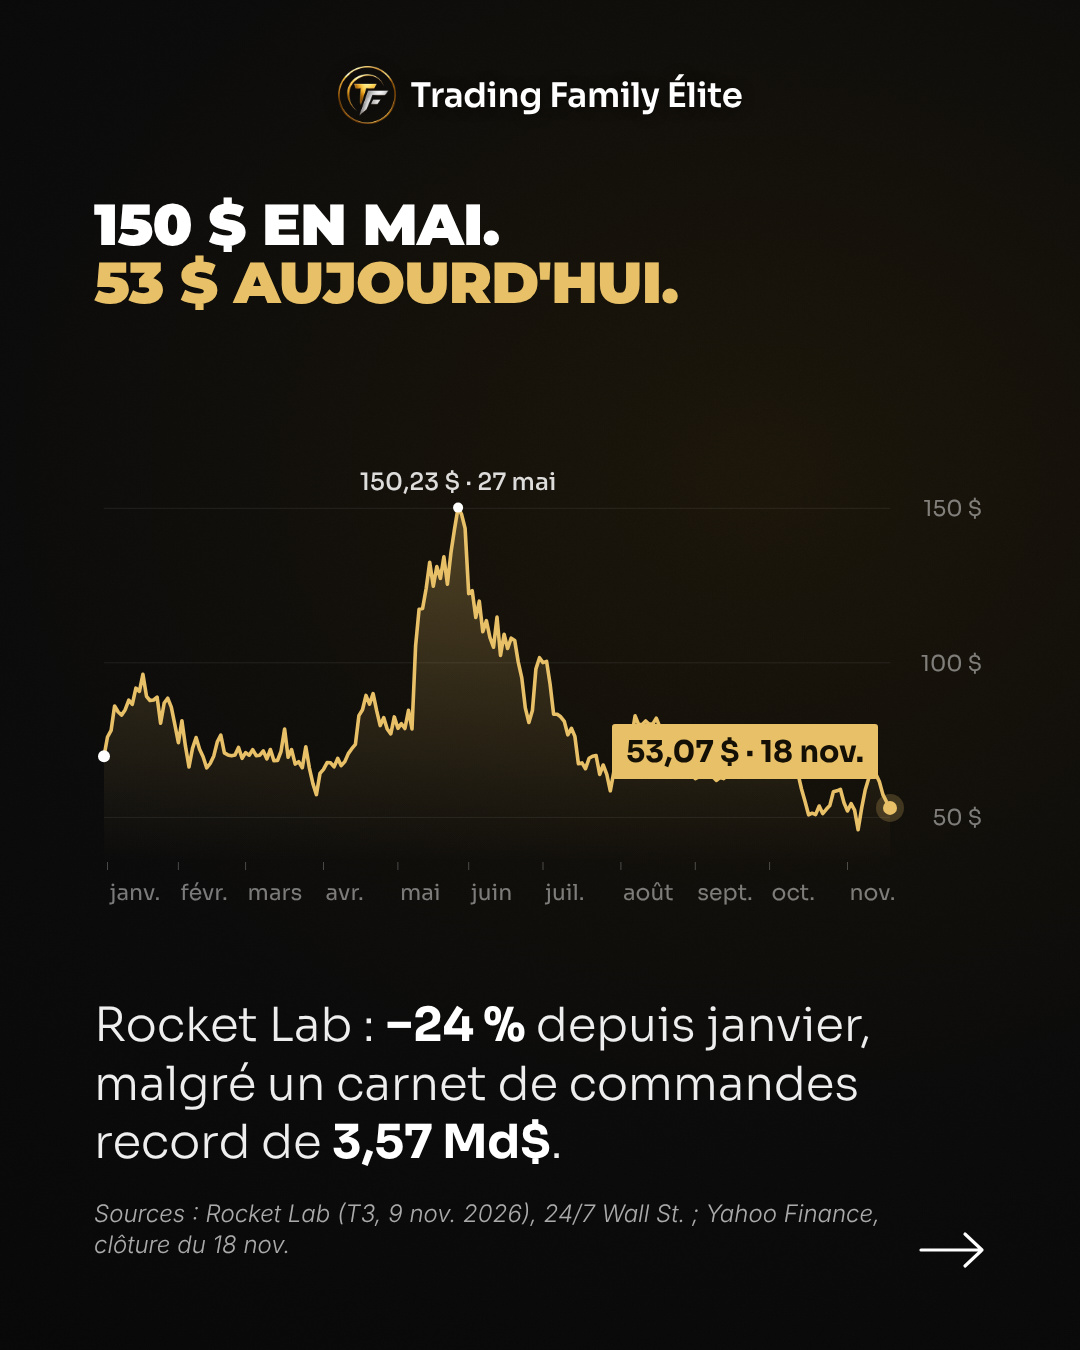 TF Trading Family Élite
150 $ EN MAI.
53 $ AUJOURD'HUI.
150,23 $ · 27 mai
150 $
100 $
53,07 $ · 18 nov.
50 $
janv. févr. mars avr. mai juin juil. août sept. oct. nov.
Rocket Lab : −24 % depuis janvier,
malgré un carnet de commandes
record de 3,57 Md$.
Sources : Rocket Lab (T3, 9 nov. 2026), 24/7 Wall St. ; Yahoo Finance,
clôture du 18 nov.